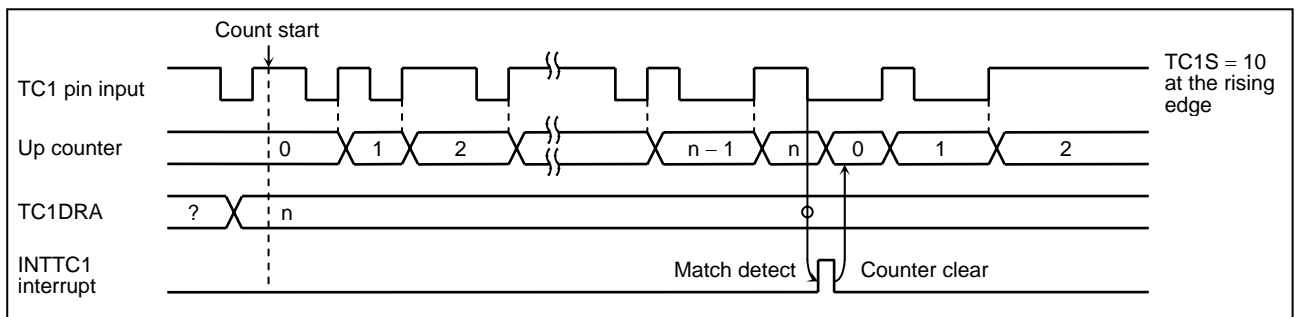 Count start
TC1 pin input
TC1S = 10
at the rising
edge
Up counter
0 1 2 n − 1 n 0 1 2
TC1DRA
? n
INTTC1
interrupt
Match detect
Counter clear